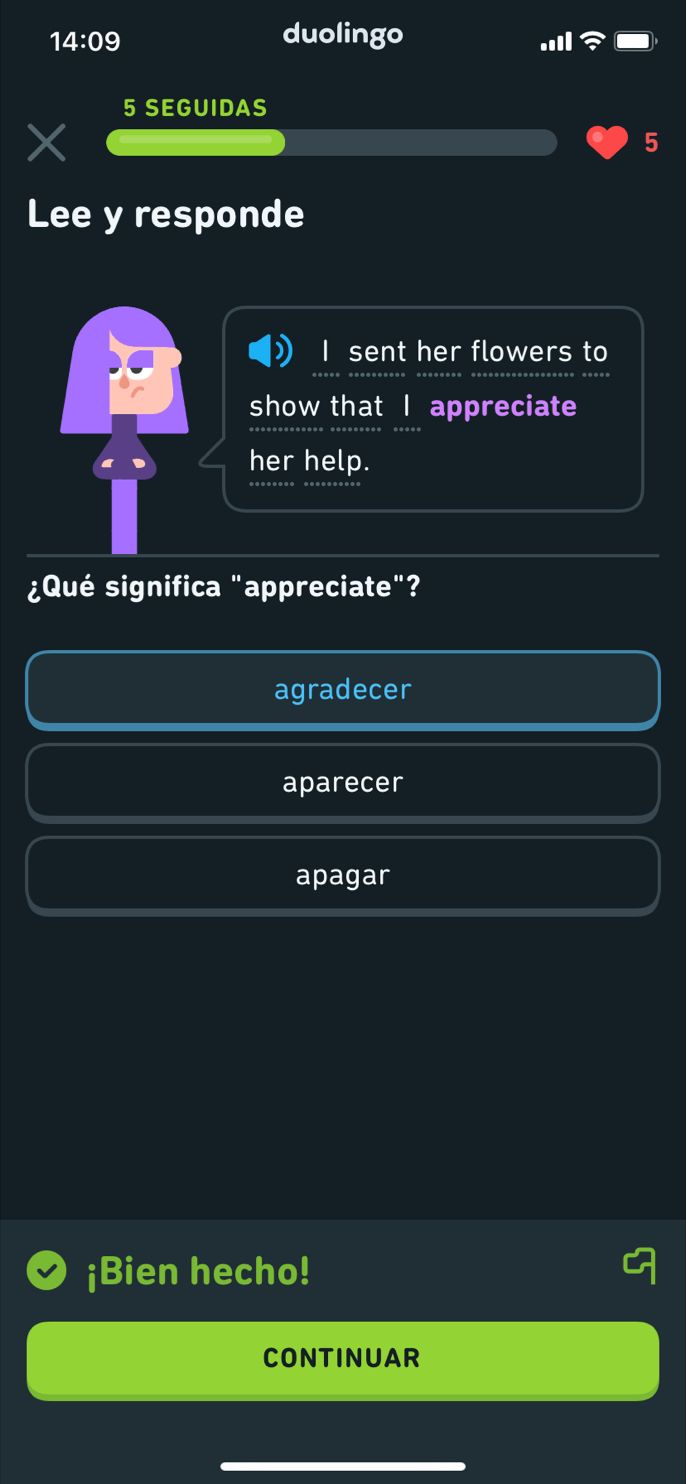 14:09
duolingo
5 SEGUIDAS
5
Lee y responde
I sent her flowers to
show that I appreciate
her help.
¿Qué significa "appreciate"?
agradecer
aparecer
apagar
¡Bien hecho!
CONTINUAR